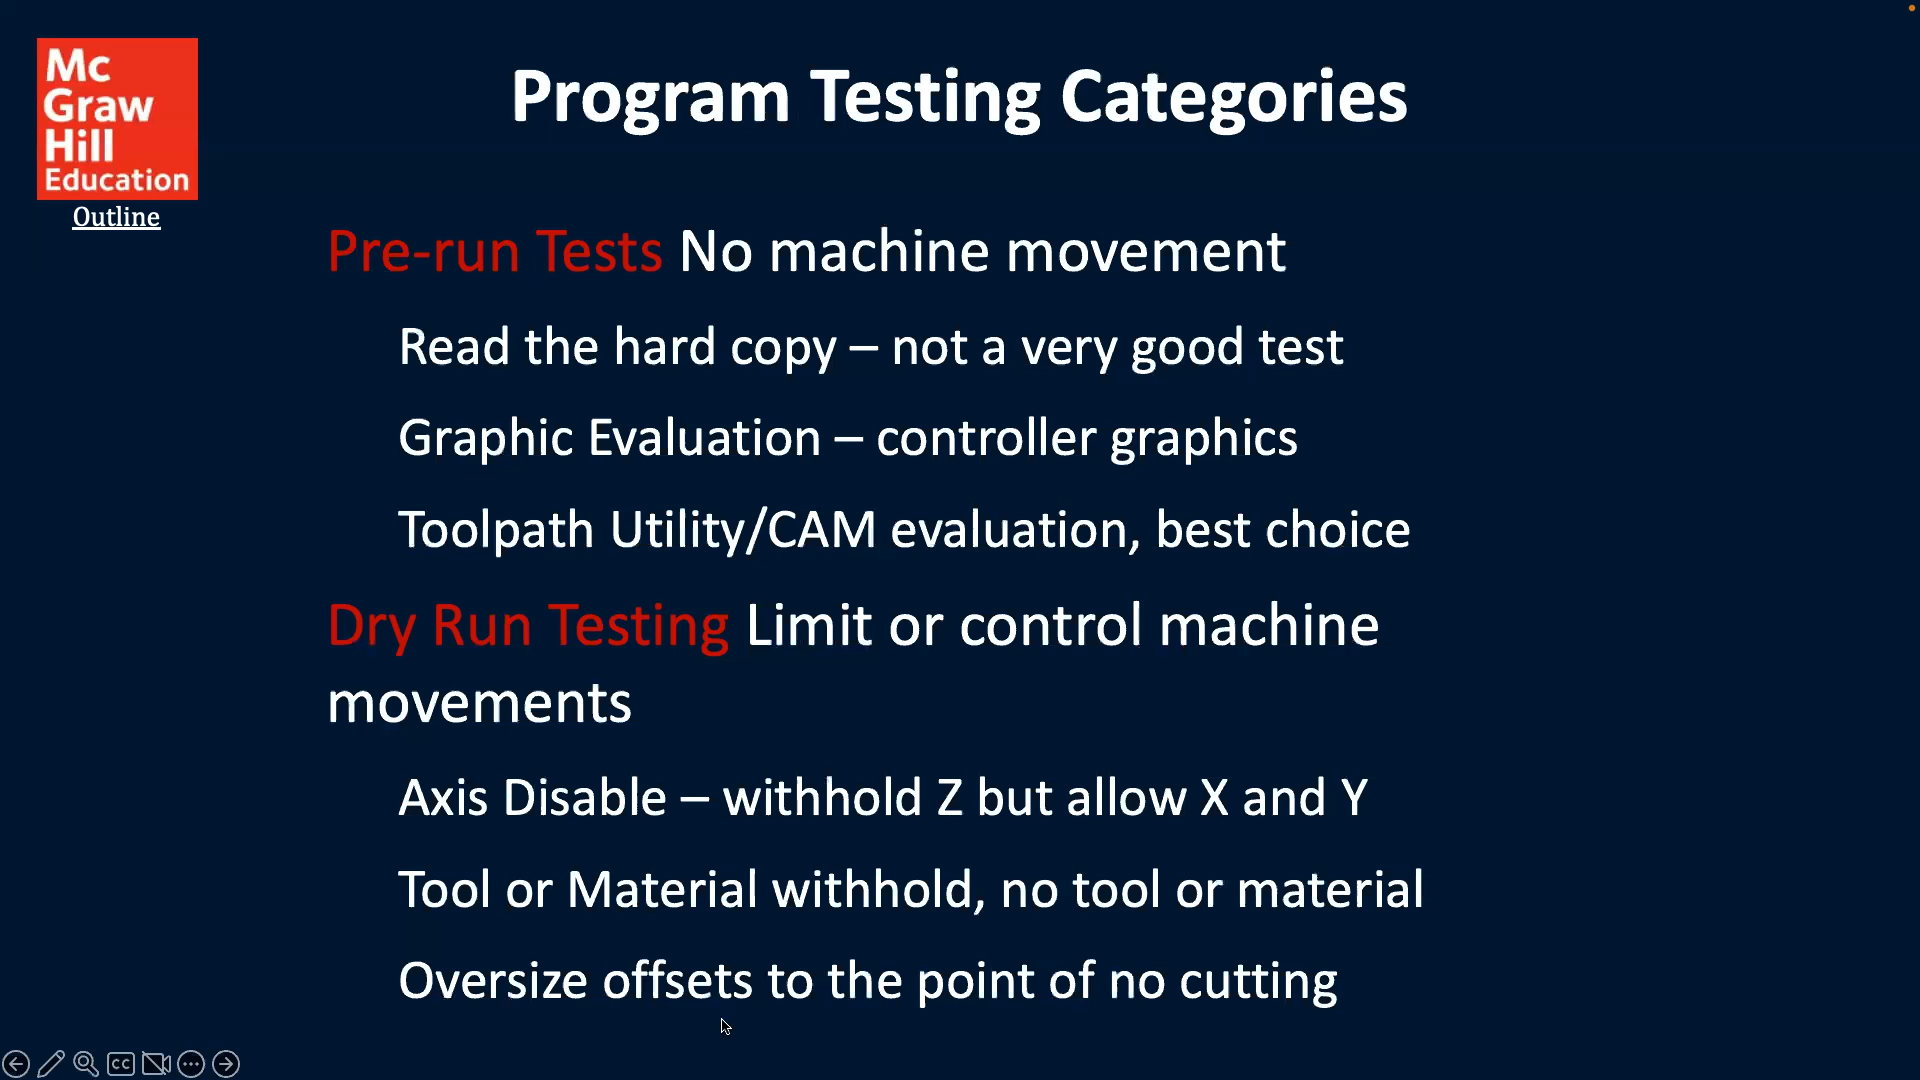 Mc
Graw
Hill
Education
Outline
Program Testing Categories
Pre-run Tests No machine movement
Read the hard copy – not a very good test
Graphic Evaluation – controller graphics
Toolpath Utility/CAM evaluation, best choice
Dry Run Testing Limit or control machine
movements
Axis Disable – withhold Z but allow X and Y
Tool or Material withhold, no tool or material
Oversize offsets to the point of no cutting
CC